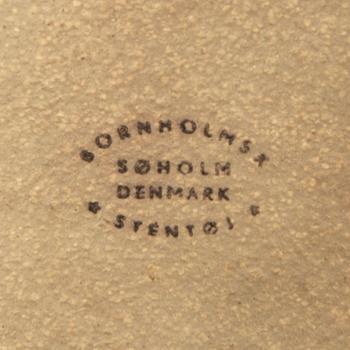 BORNHOLMSK
SØHOLM
DENMARK
* STENTØJ *